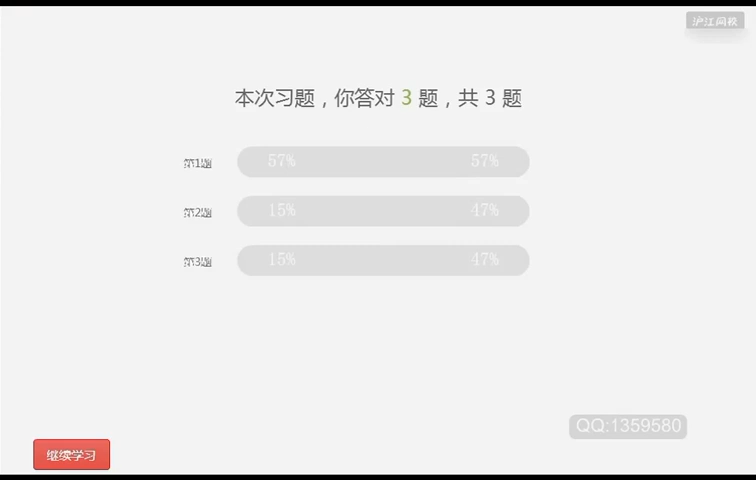 沪江网校
本次习题，你答对 3 题，共 3 题
第1题 57% 57%
第2题 15% 47%
第3题 15% 47%
QQ:1359580
继续学习